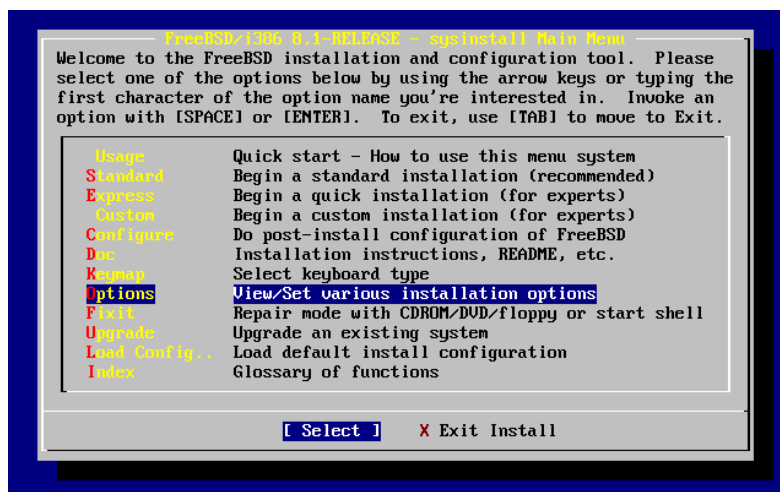 FreeBSD/i386 8.1-RELEASE - sysinstall Main Menu
Welcome to the FreeBSD installation and configuration tool.  Please
select one of the options below by using the arrow keys or typing the
first character of the option name you're interested in.  Invoke an
option with [SPACE] or [ENTER].  To exit, use [TAB] to move to Exit.
Usage Quick start - How to use this menu system
Standard Begin a standard installation (recommended)
Express Begin a quick installation (for experts)
Custom Begin a custom installation (for experts)
Configure Do post-install configuration of FreeBSD
Doc Installation instructions, README, etc.
Keymap Select keyboard type
Options View/Set various installation options
Fixit Repair mode with CDROM/DVD/floppy or start shell
Upgrade Upgrade an existing system
Load Config.. Load default install configuration
Index Glossary of functions
[ Select ] X Exit Install